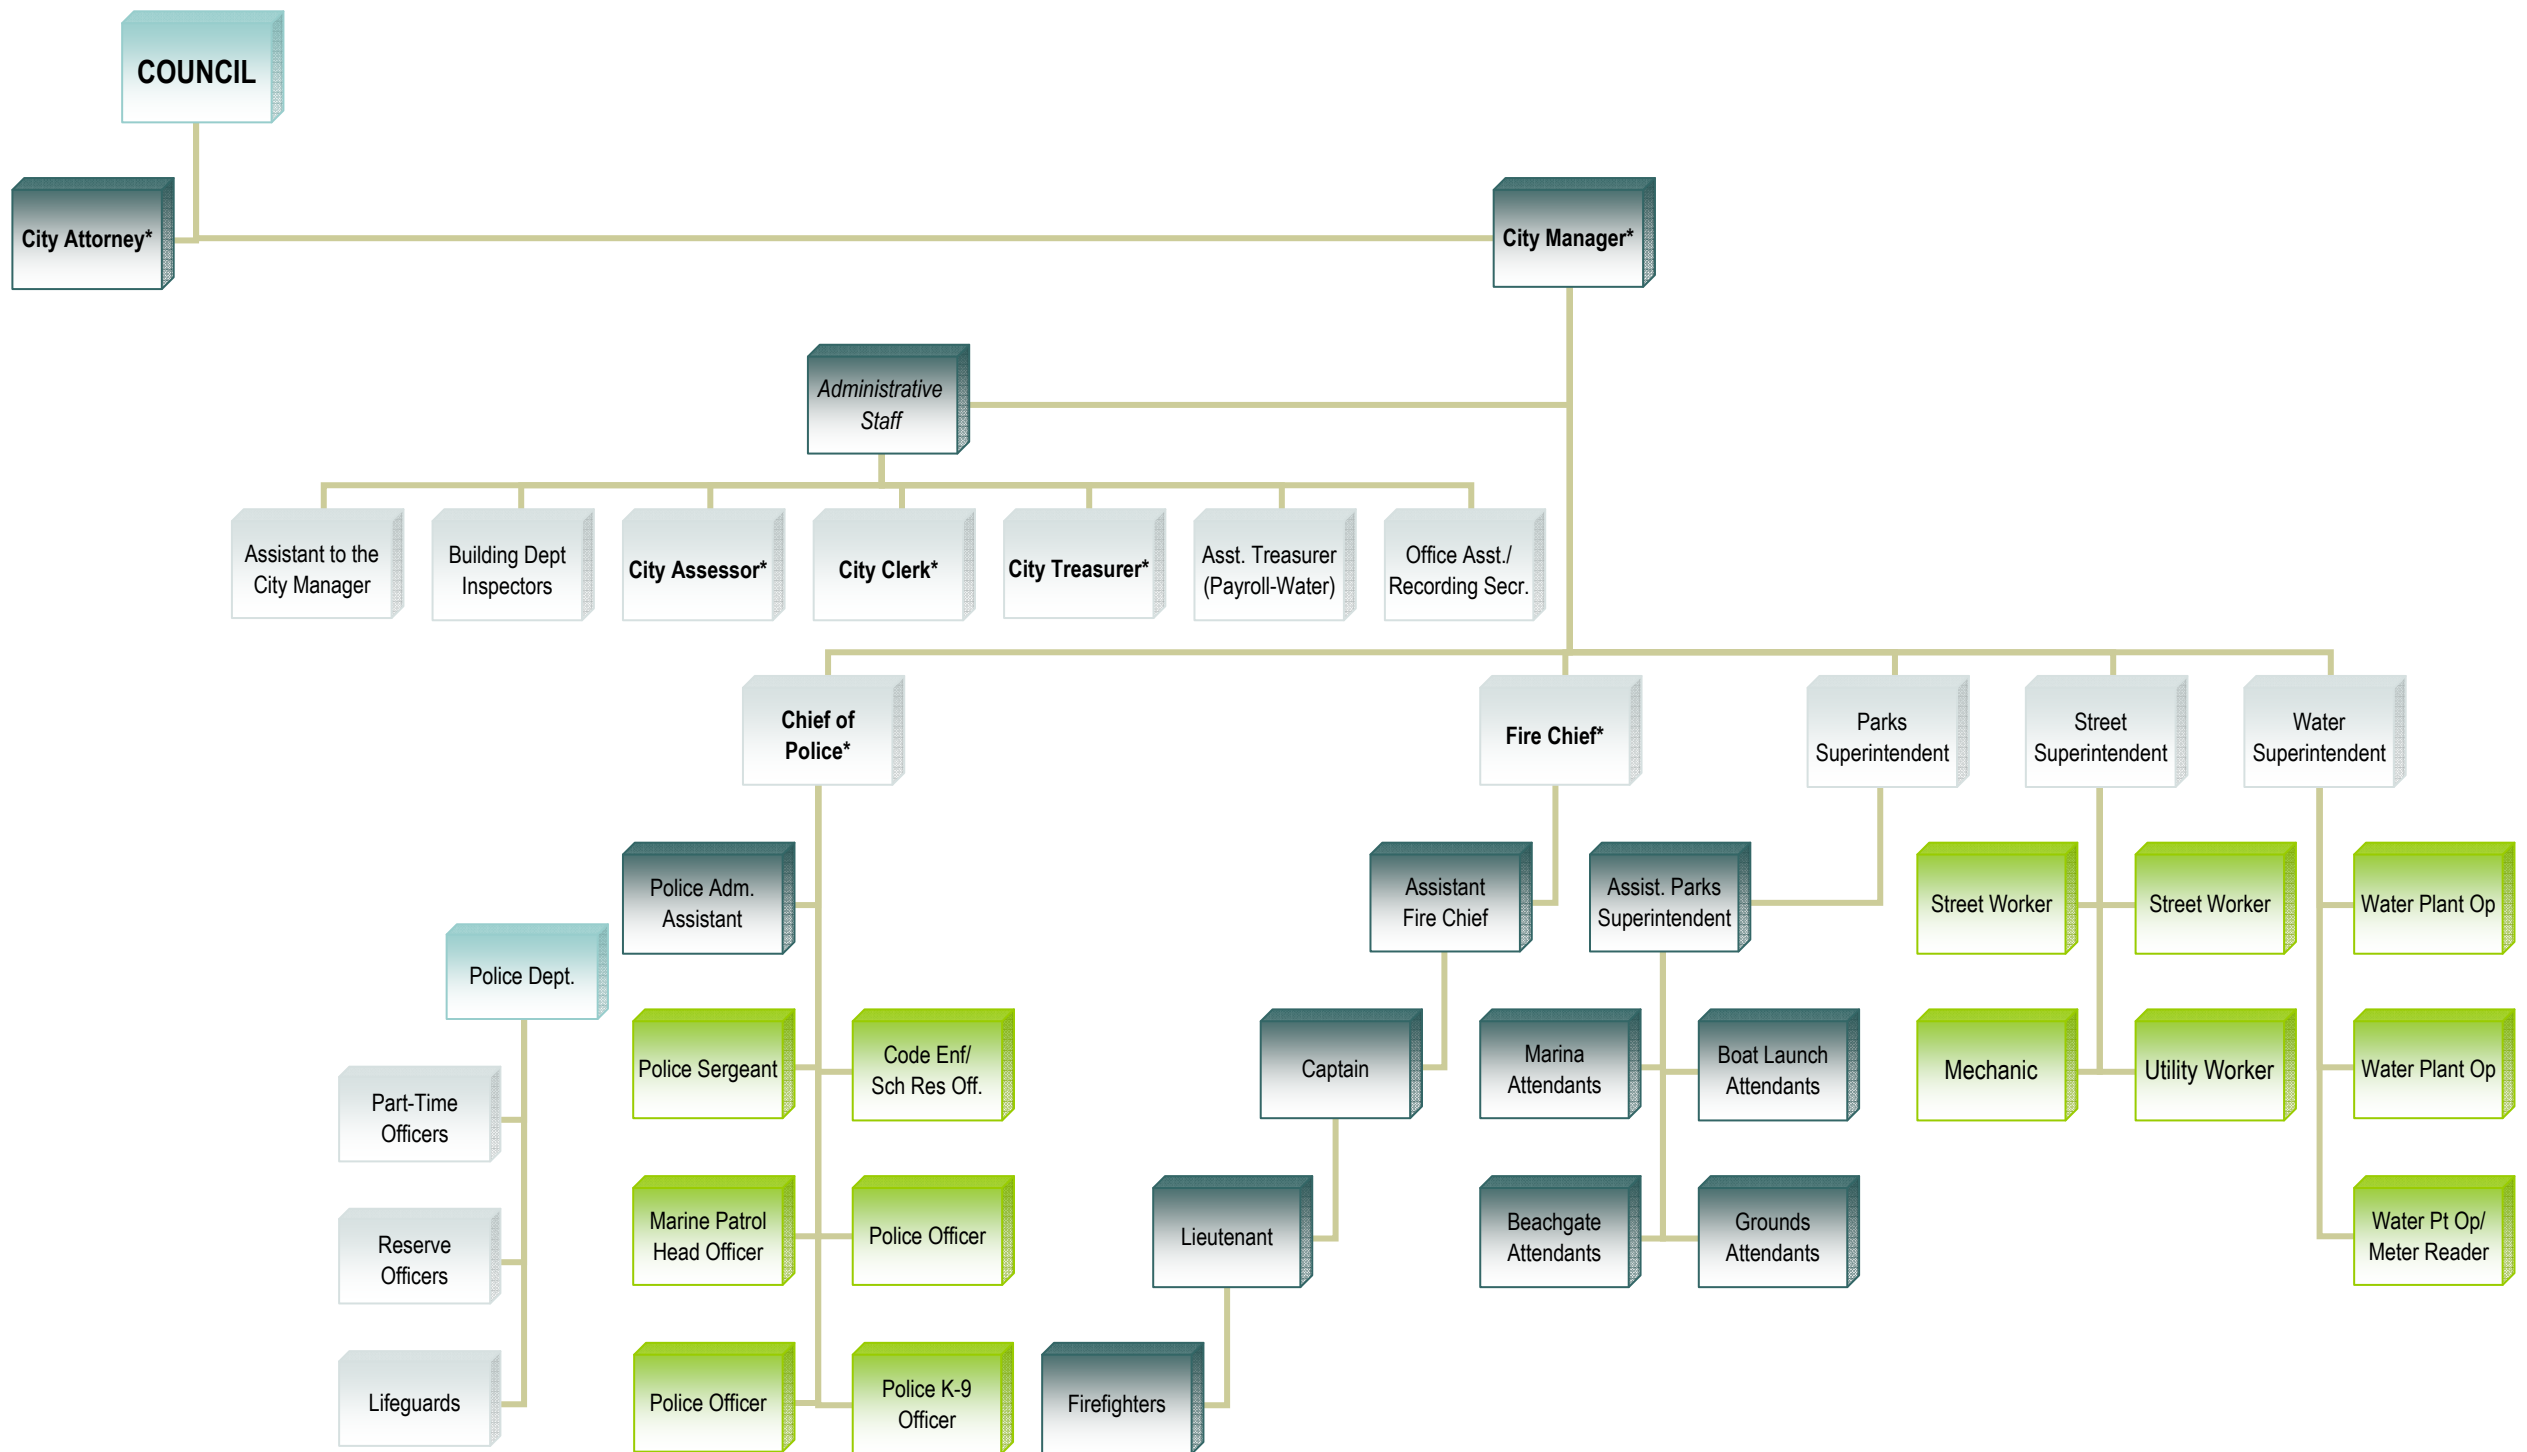 COUNCIL
City Attorney*
City Manager*
Administrative
Staff
Assistant to the
City Manager
Building Dept
Inspectors
City Assessor*
City Clerk*
City Treasurer*
Asst. Treasurer
(Payroll-Water)
Office Asst./
Recording Secr.
Chief of
Police*
Fire Chief*
Parks
Superintendent
Street
Superintendent
Water
Superintendent
Police Adm.
Assistant
Assistant
Fire Chief
Assist. Parks
Superintendent
Street Worker
Street Worker
Water Plant Op
Police Dept.
Police Sergeant
Code Enf/
Sch Res Off.
Captain
Marina
Attendants
Boat Launch
Attendants
Mechanic
Utility Worker
Water Plant Op
Part-Time
Officers
Marine Patrol
Head Officer
Police Officer
Lieutenant
Beachgate
Attendants
Grounds
Attendants
Water Pt Op/
Meter Reader
Reserve
Officers
Lifeguards
Police Officer
Police K-9
Officer
Firefighters